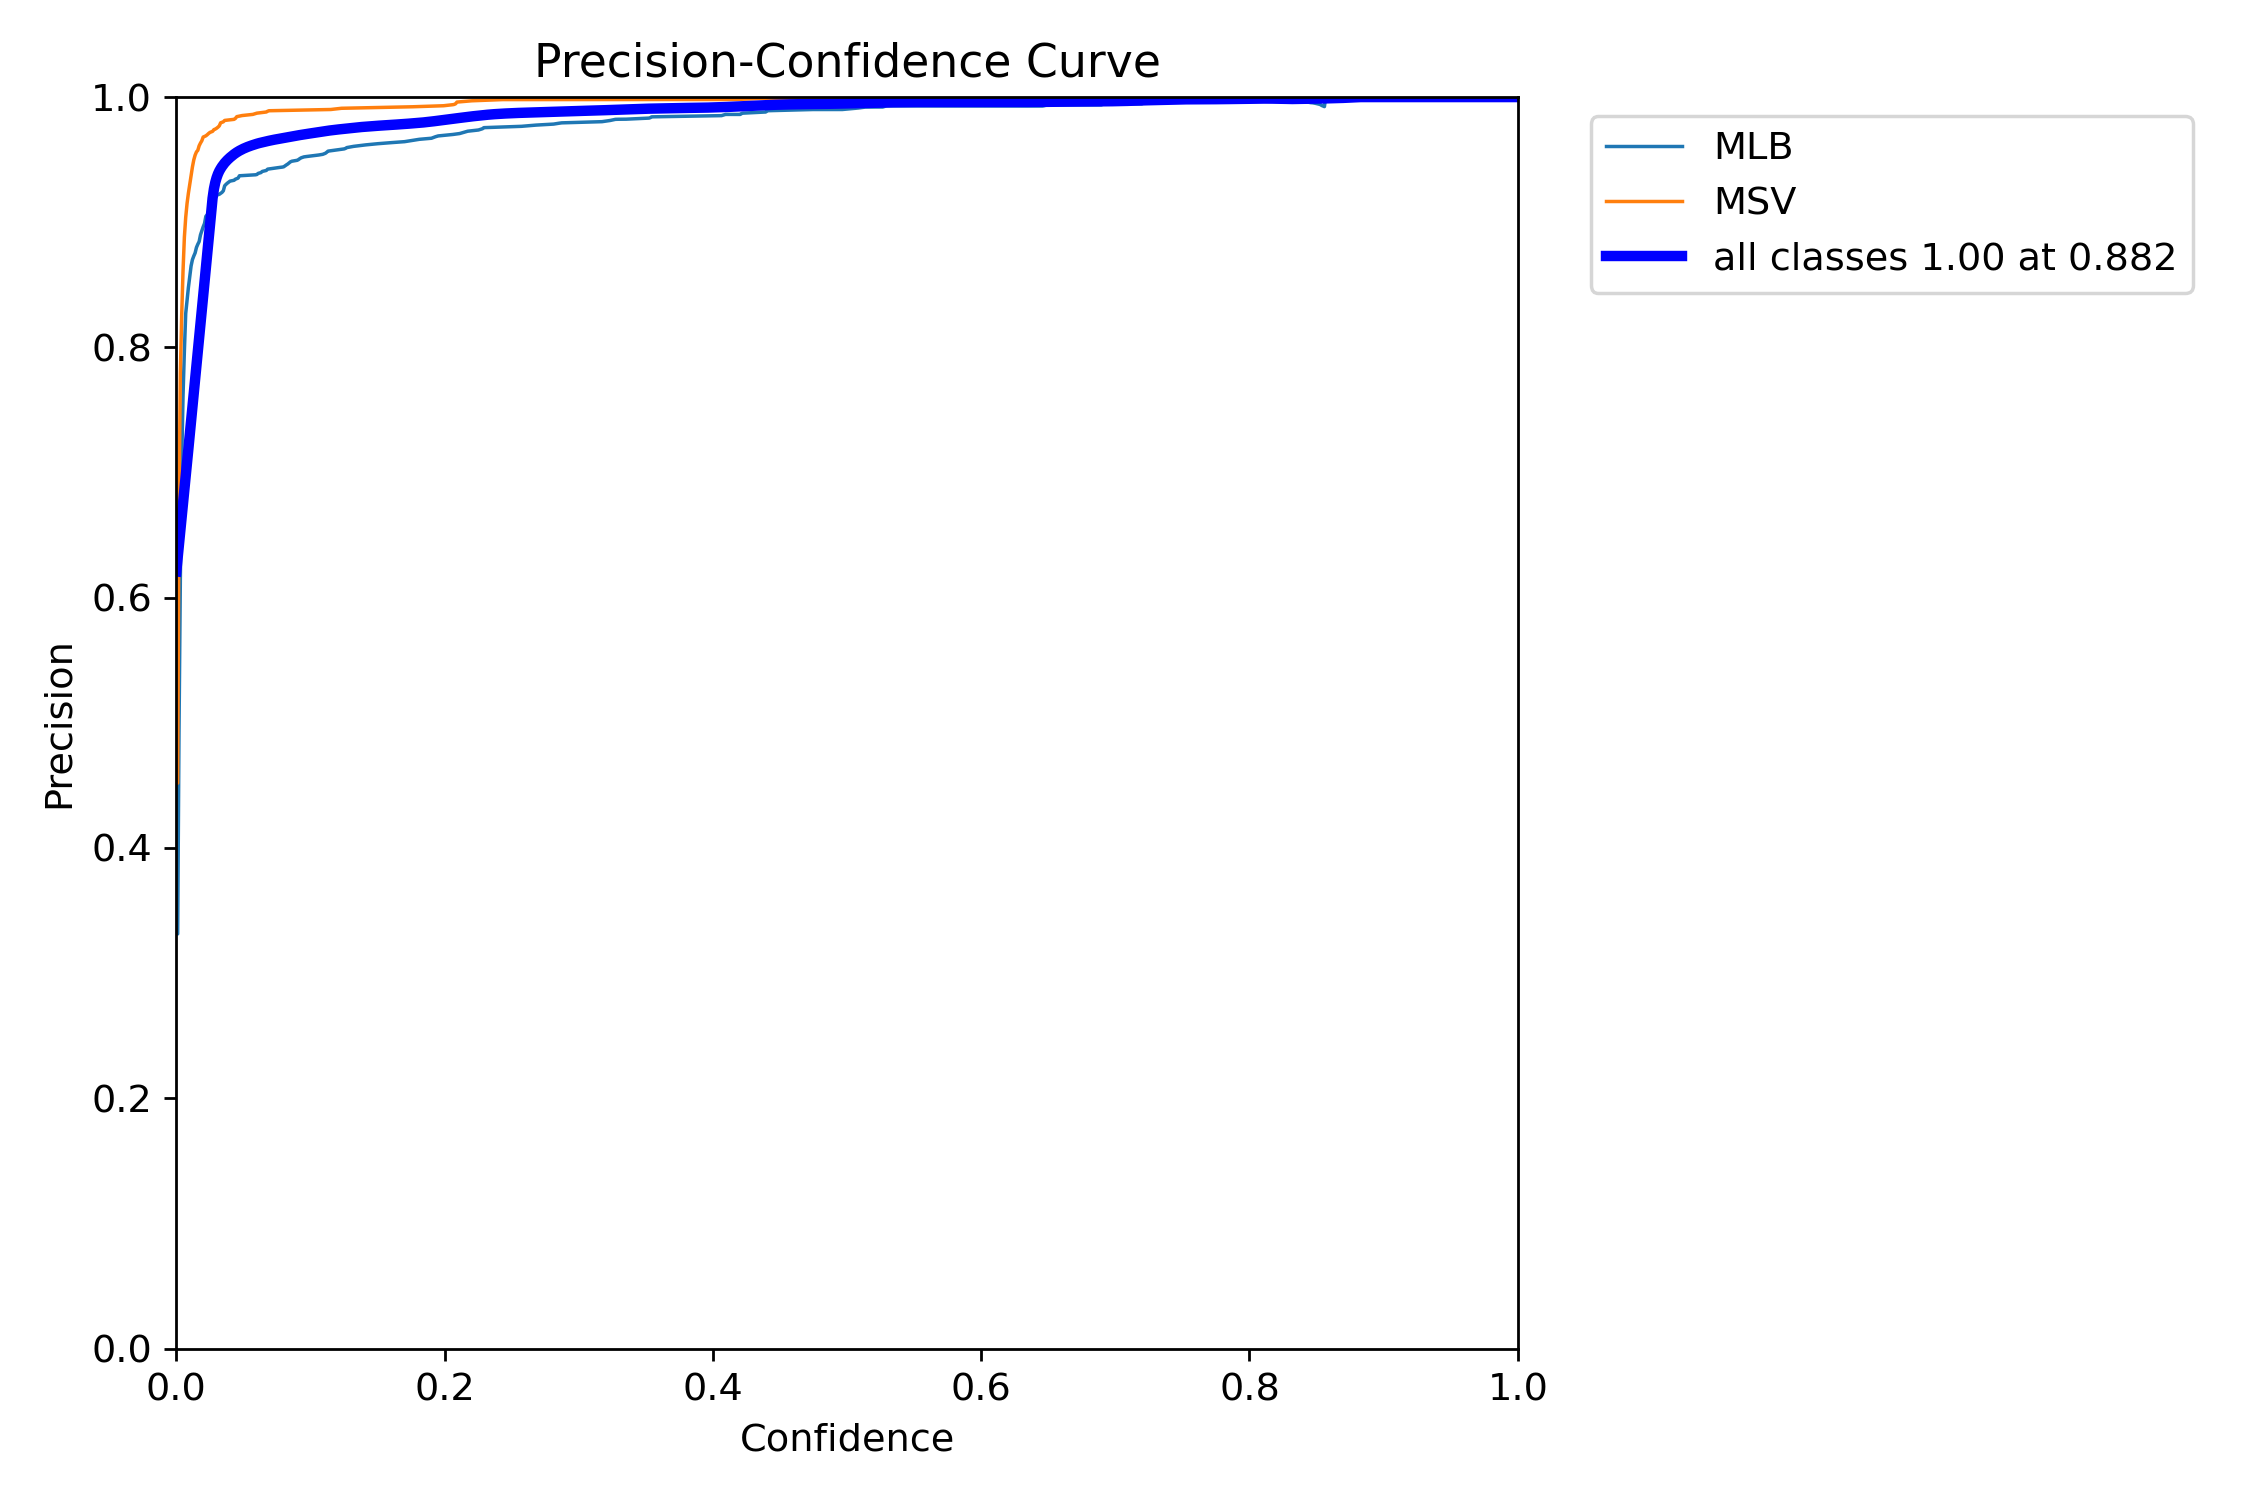 Precision-Confidence Curve
1.0
0.8
0.6
0.4
0.2
0.0
Precision
0.0 0.2 0.4 0.6 0.8 1.0
Confidence
MLB
MSV
all classes 1.00 at 0.882